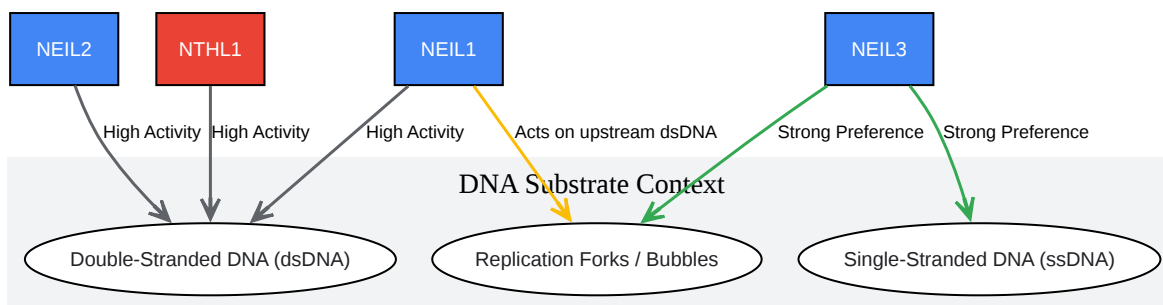 NEIL2
NTHL1
NEIL1
NEIL3
High Activity
High Activity
High Activity
Acts on upstream dsDNA
Strong Preference
Strong Preference
DNA Substrate Context
Double-Stranded DNA (dsDNA)
Replication Forks / Bubbles
Single-Stranded DNA (ssDNA)